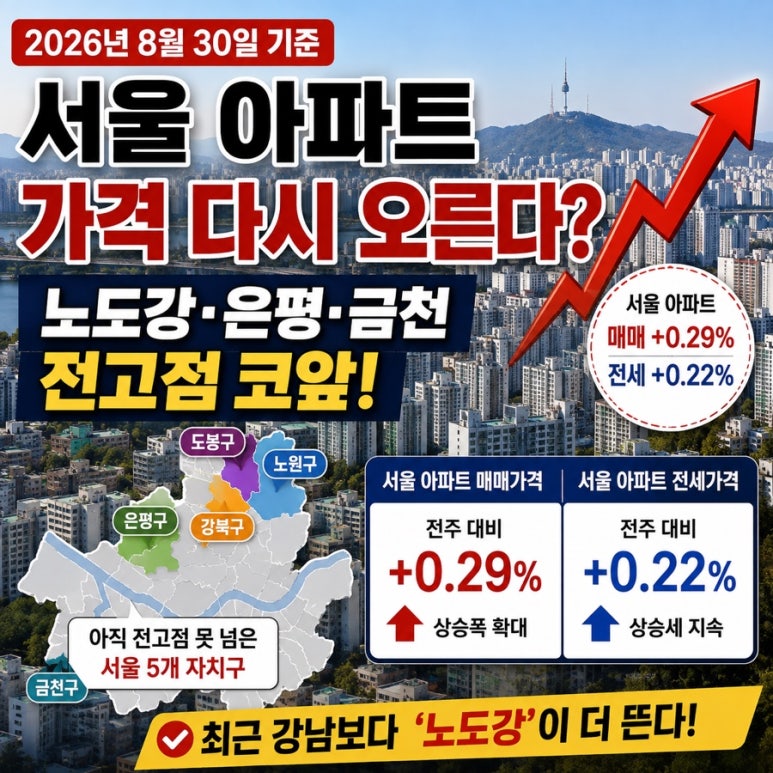 2026년 8월 30일 기준
서울 아파트
가격 다시 오른다?
노도강·은평·금천
전고점 코앞!
서울 아파트
매매 +0.29%
전세 +0.22%
도봉구
노원구
은평구
강북구
아직 전고점 못 넘은
서울 5개 자치구
금천구
서울 아파트 매매가격
전주 대비
+0.29%
상승폭 확대
서울 아파트 전세가격
전주 대비
+0.22%
상승세 지속
최근 강남보다 ‘노도강’이 더 뜬다!